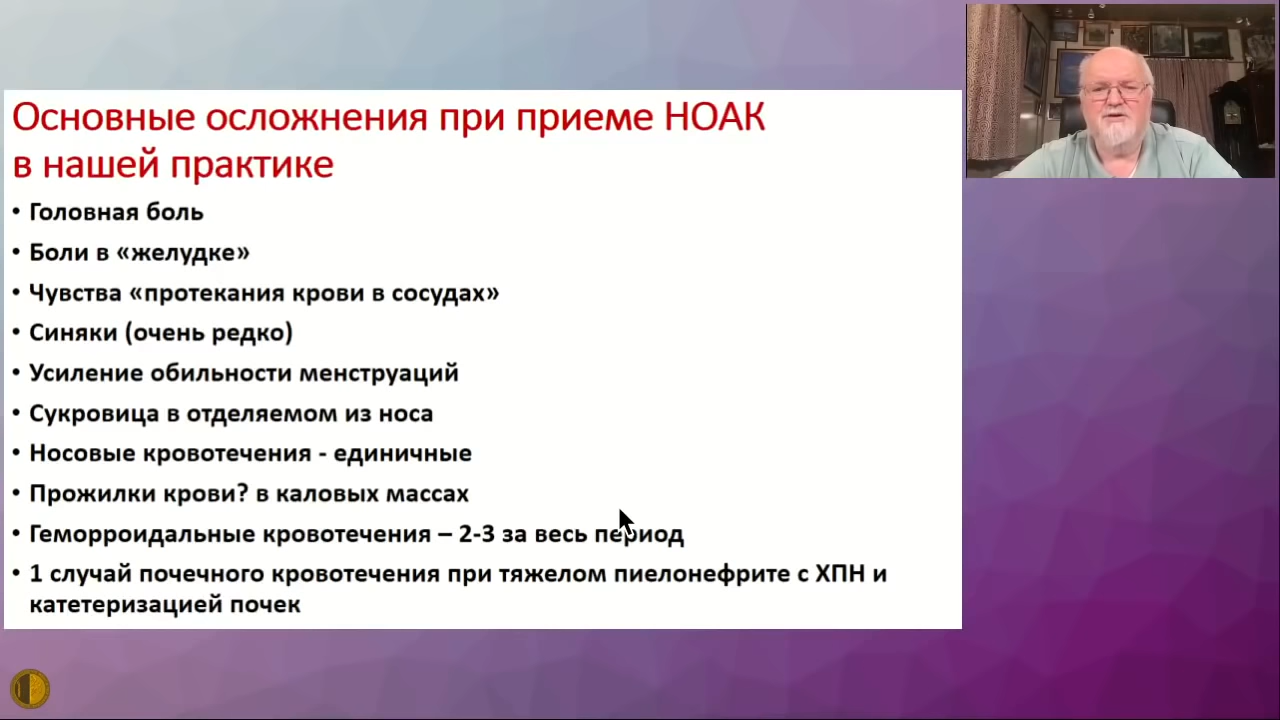 Основные осложнения при приеме НОАК
в нашей практике
• Головная боль
• Боли в «желудке»
• Чувства «протекания крови в сосудах»
• Синяки (очень редко)
• Усиление обильности менструаций
• Сукровица в отделяемом из носа
• Носовые кровотечения - единичные
• Прожилки крови? в каловых массах
• Геморроидальные кровотечения – 2-3 за весь период
• 1 случай почечного кровотечения при тяжелом пиелонефрите с ХПН и
катетеризацией почек